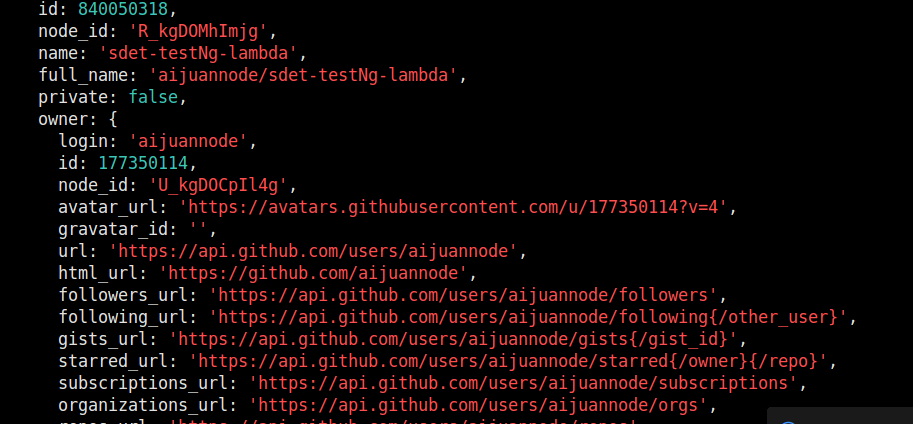 id: 840050318,
node_id: 'R_kgDOMhImjg',
name: 'sdet-testNg-lambda',
full_name: 'aijuannode/sdet-testNg-lambda',
private: false,
owner: {
login: 'aijuannode',
id: 177350114,
node_id: 'U_kgDOCpIl4g',
avatar_url: 'https://avatars.githubusercontent.com/u/177350114?v=4',
gravatar_id: '',
url: 'https://api.github.com/users/aijuannode',
html_url: 'https://github.com/aijuannode',
followers_url: 'https://api.github.com/users/aijuannode/followers',
following_url: 'https://api.github.com/users/aijuannode/following{/other_user}',
gists_url: 'https://api.github.com/users/aijuannode/gists{/gist_id}',
starred_url: 'https://api.github.com/users/aijuannode/starred{/owner}{/repo}',
subscriptions_url: 'https://api.github.com/users/aijuannode/subscriptions',
organizations_url: 'https://api.github.com/users/aijuannode/orgs',